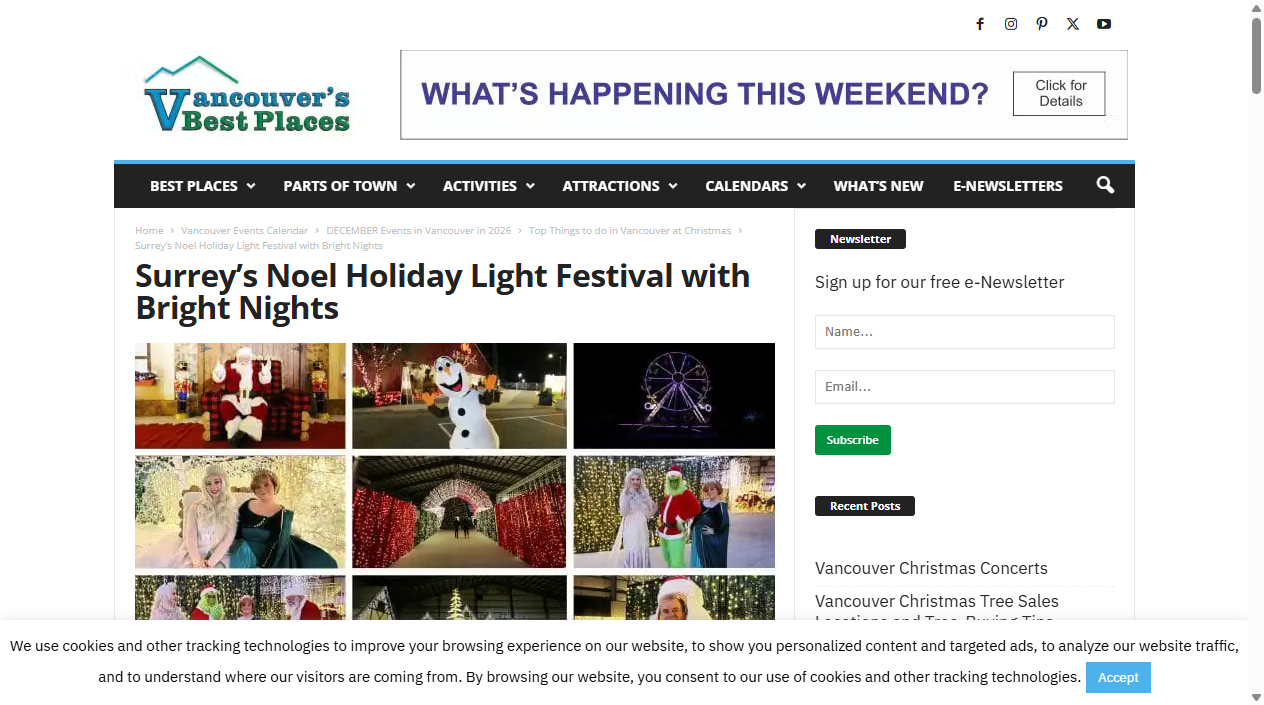 Vancouver's
Best Places
WHAT'S HAPPENING THIS WEEKEND?
Click for
Details
BEST PLACES PARTS OF TOWN ACTIVITIES ATTRACTIONS CALENDARS WHAT'S NEW E-NEWSLETTERS
Home › Vancouver Events Calendar › DECEMBER Events in Vancouver in 2026 › Top Things to do in Vancouver at Christmas ›
Surrey's Noel Holiday Light Festival with Bright Nights
Surrey's Noel Holiday Light Festival with
Bright Nights
Newsletter
Sign up for our free e-Newsletter
Name...
Email...
Subscribe
Recent Posts
Vancouver Christmas Concerts
Vancouver Christmas Tree Sales
Locations and Tree-Buying Tips
We use cookies and other tracking technologies to improve your browsing experience on our website, to show you personalized content and targeted ads, to analyze our website traffic,
and to understand where our visitors are coming from. By browsing our website, you consent to our use of cookies and other tracking technologies. Accept